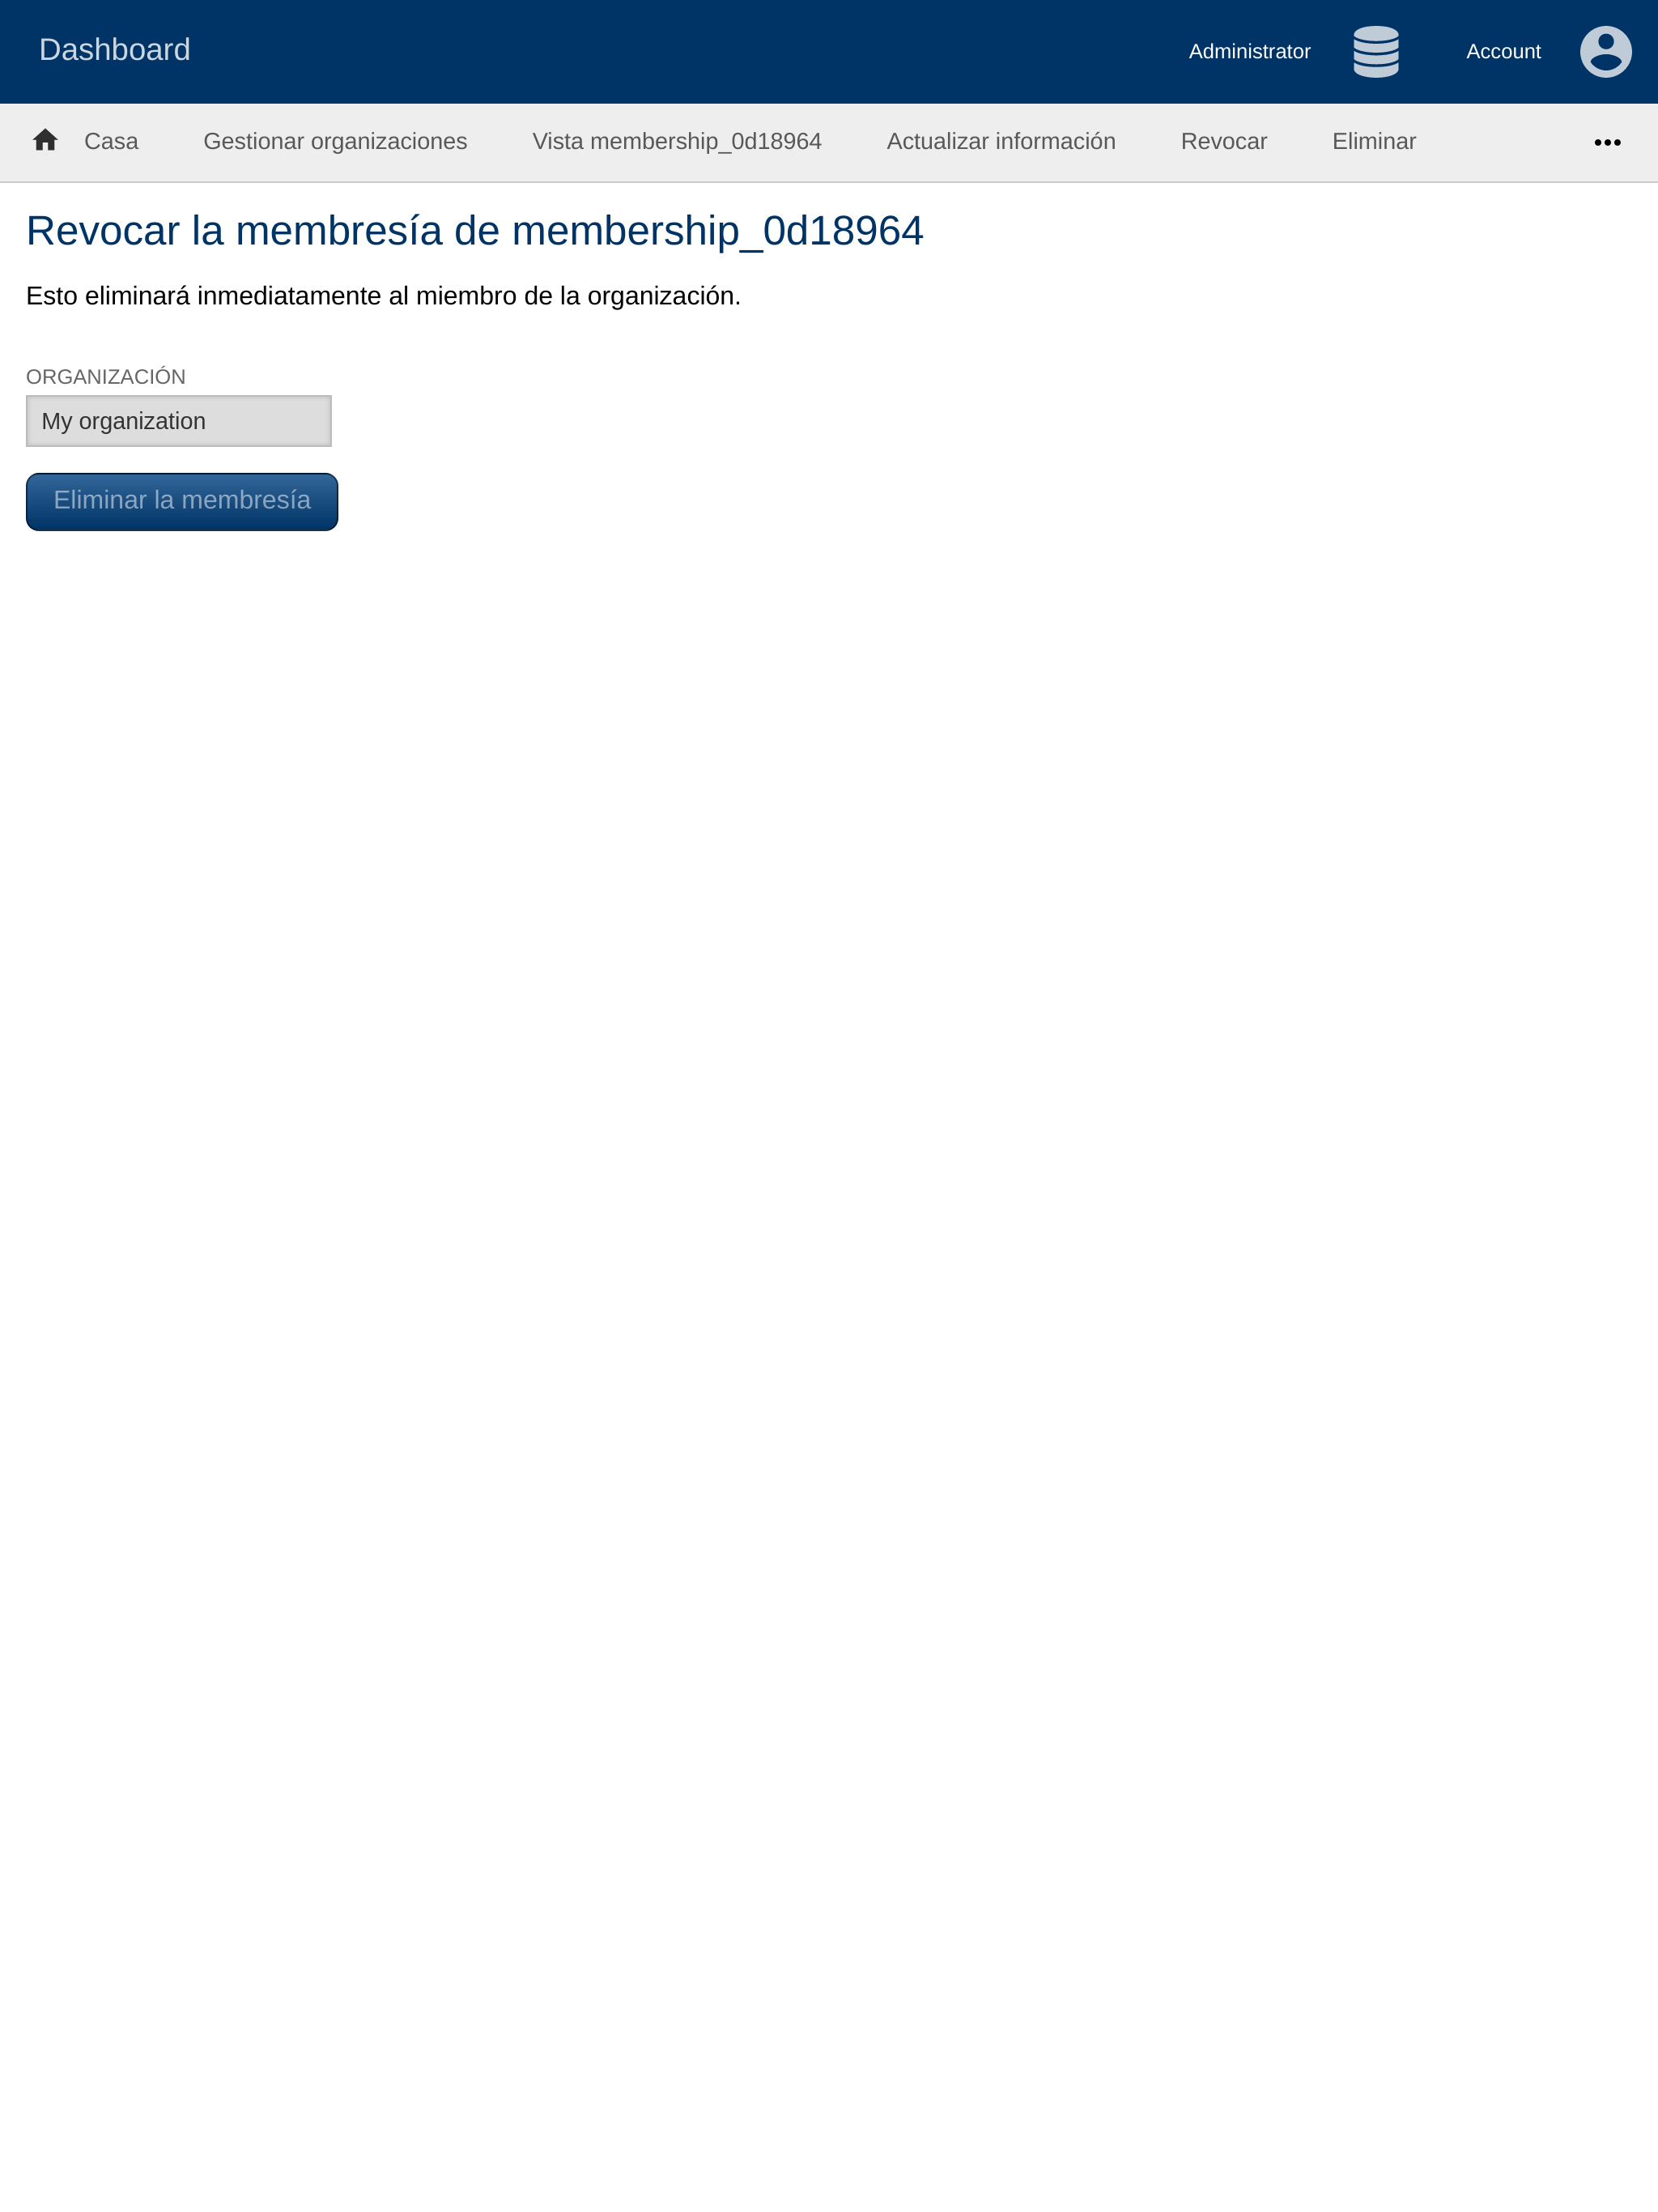 Dashboard
Administrator
Account
Casa
Gestionar organizaciones
Vista membership_0d18964
Actualizar información
Revocar
Eliminar
Revocar la membresía de membership_0d18964
Esto eliminará inmediatamente al miembro de la organización.
ORGANIZACIÓN
My organization
Eliminar la membresía